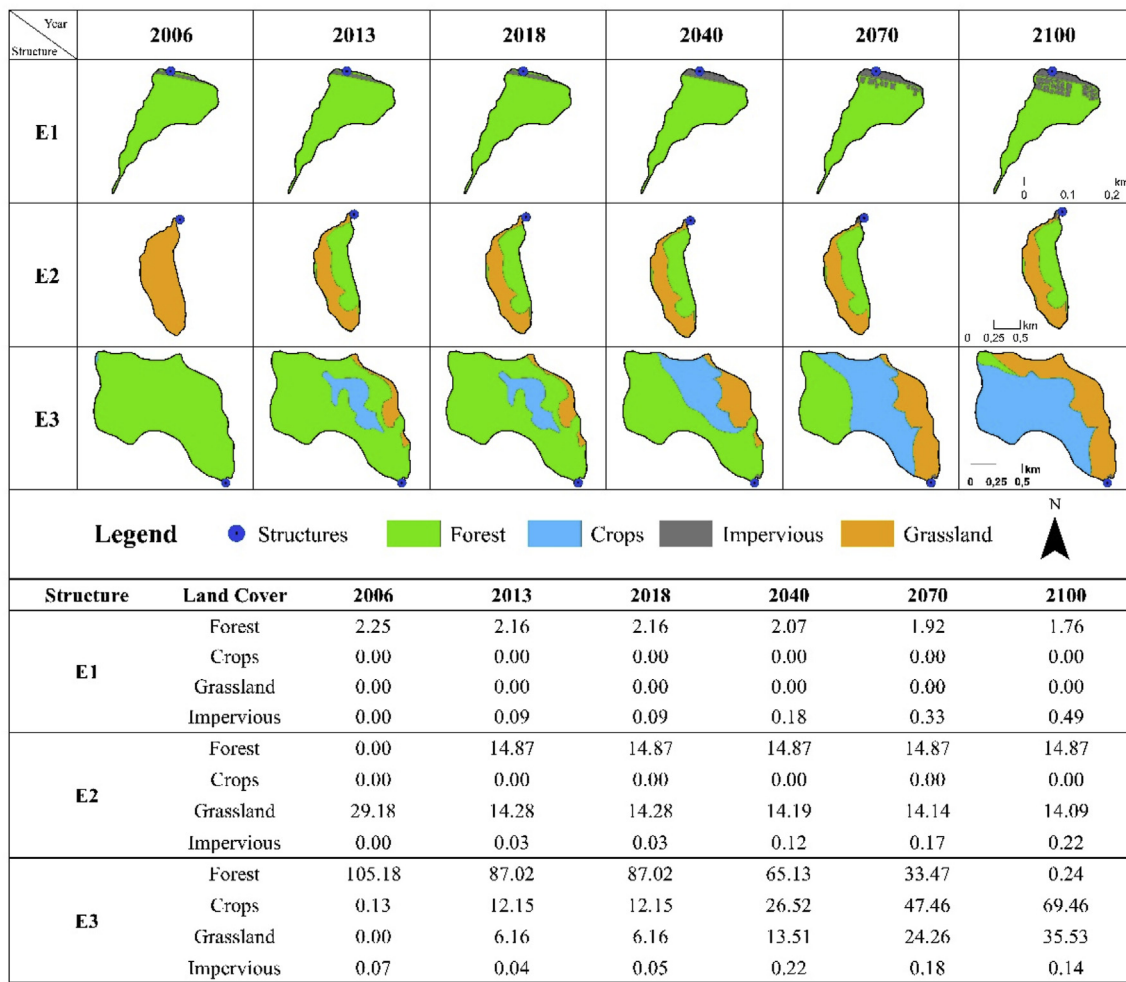 Year
Structure
2006 2013 2018 2040 2070 2100
E1
km
0 0.1 0,2
E2
km
0 0,25 0,5
E3
km
0 0,25 0,5
Legend Structures Forest Crops Impervious Grassland
N
Structure Land Cover 2006 2013 2018 2040 2070 2100
E1
Forest 2.25 2.16 2.16 2.07 1.92 1.76
Crops 0.00 0.00 0.00 0.00 0.00 0.00
Grassland 0.00 0.00 0.00 0.00 0.00 0.00
Impervious 0.00 0.09 0.09 0.18 0.33 0.49
E2
Forest 0.00 14.87 14.87 14.87 14.87 14.87
Crops 0.00 0.00 0.00 0.00 0.00 0.00
Grassland 29.18 14.28 14.28 14.19 14.14 14.09
Impervious 0.00 0.03 0.03 0.12 0.17 0.22
E3
Forest 105.18 87.02 87.02 65.13 33.47 0.24
Crops 0.13 12.15 12.15 26.52 47.46 69.46
Grassland 0.00 6.16 6.16 13.51 24.26 35.53
Impervious 0.07 0.04 0.05 0.22 0.18 0.14